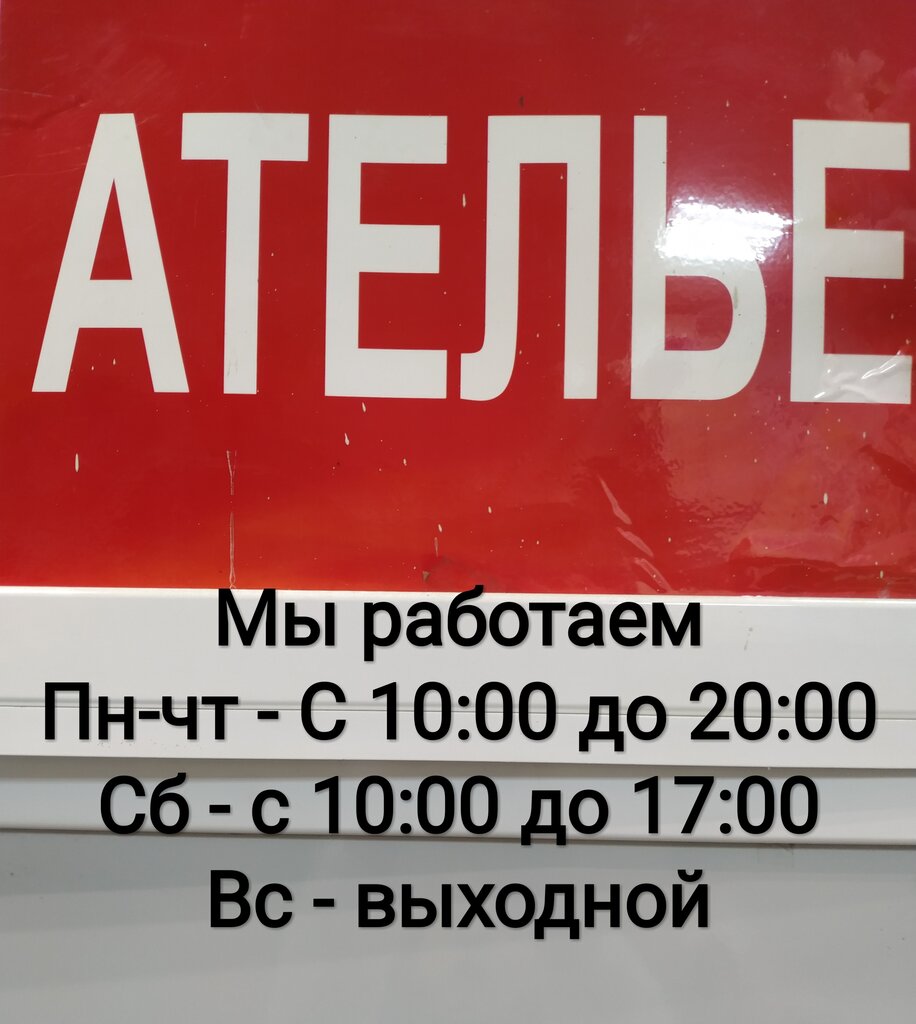 АТЕЛЬЕ
Мы работаем
Пн-чт - С 10:00 до 20:00
Сб - с 10:00 до 17:00
Вс - выходной